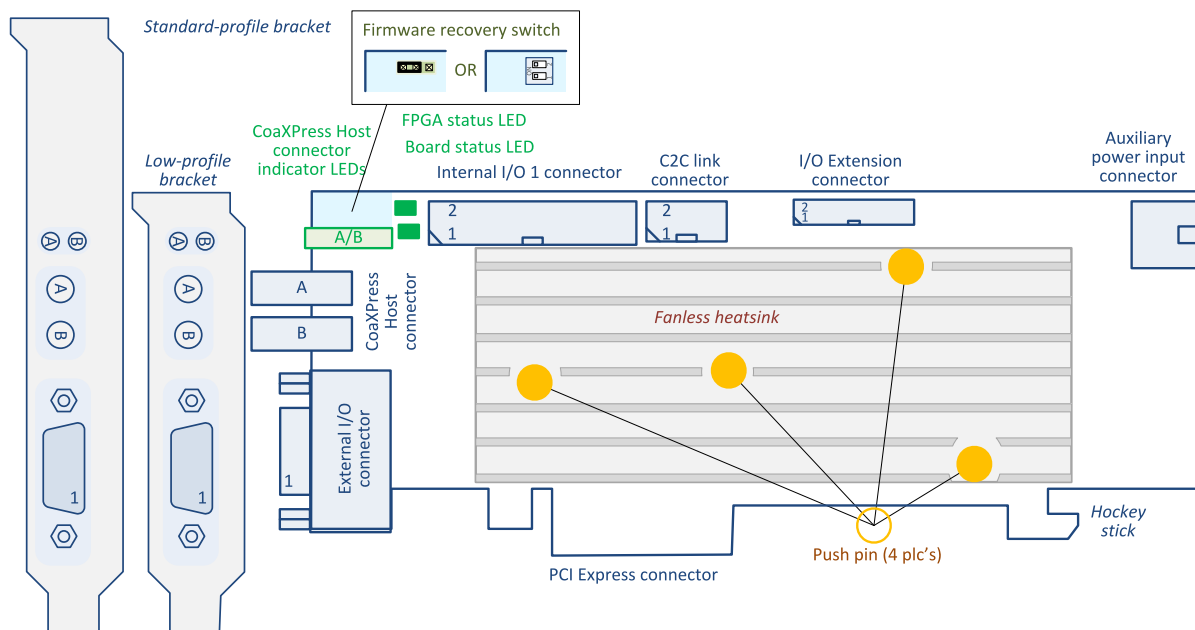 Standard-profile bracket
Firmware recovery switch
OR
ON
1
2
FPGA status LED
Board status LED
CoaXPress Host
connector
indicator LEDs
Low-profile
bracket
Internal I/O 1 connector
C2C link
connector
I/O Extension
connector
Auxiliary
power input
connector
2
1
2
1
2
1
A/B
A
B
A
B
A
B
A
B
A
B
CoaXPress
Host
connector
Fanless heatsink
External I/O
connector
1
1
1
Hockey
stick
Push pin (4 plc's)
PCI Express connector